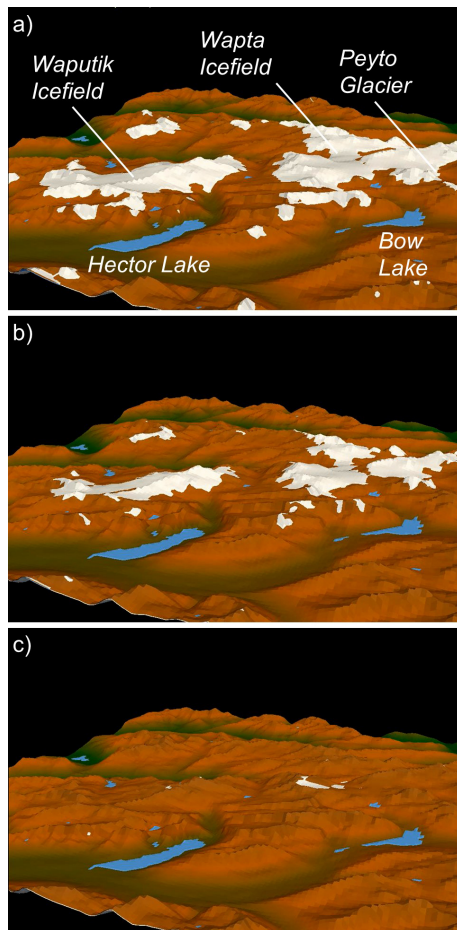 a)
Waputik
Icefield
Wapta
Icefield
Peyto
Glacier
Hector Lake
Bow
Lake
b)
c)